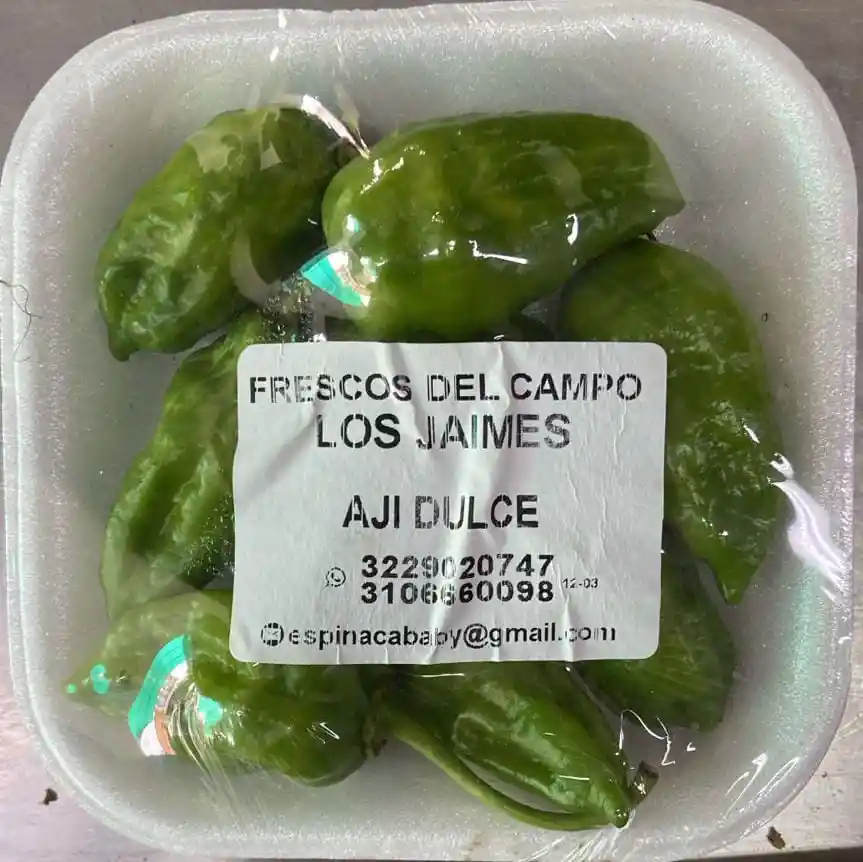 FRESCOS DEL CAMPO
LOS JAIMES
AJI DULCE
3229020747
3106660098 12-03
espinacababy@gmail.com